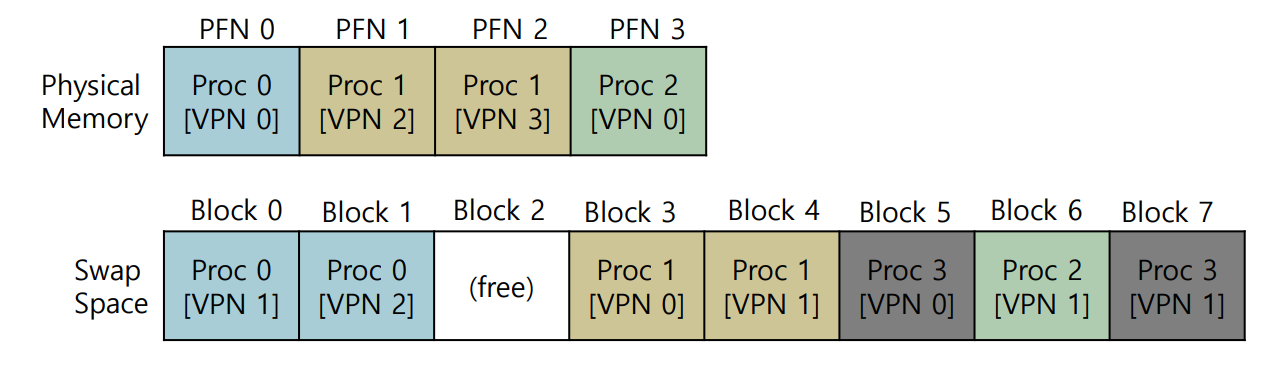 PFN 0 PFN 1 PFN 2 PFN 3
Physical
Memory
Proc 0
[VPN 0]
Proc 1
[VPN 2]
Proc 1
[VPN 3]
Proc 2
[VPN 0]
Block 0 Block 1 Block 2 Block 3 Block 4 Block 5 Block 6 Block 7
Swap
Space
Proc 0
[VPN 1]
Proc 0
[VPN 2]
(free)
Proc 1
[VPN 0]
Proc 1
[VPN 1]
Proc 3
[VPN 0]
Proc 2
[VPN 1]
Proc 3
[VPN 1]